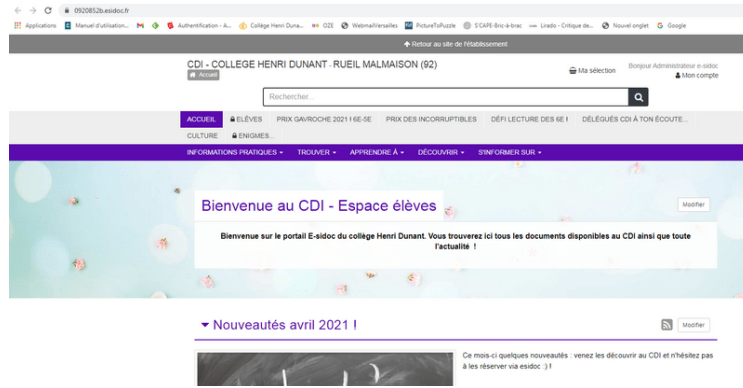 0920852b.esidoc.fr
Applications Manuel d'utilisation... Authentification - A... Collège Henri Duna... OZE WebmailVersailles PictureToPuzzle S'CAPE-Bric-à-brac Lirado - Critique de... Nouvel onglet Google
Retour au site de l'établissement
CDI - COLLEGE HENRI DUNANT - RUEIL MALMAISON (92)
Accueil
Ma sélection
Bonjour Administrateur e-sidoc
Mon compte
Rechercher...
ACCUEIL ELÈVES PRIX GAVROCHE 2021 ! 6E-5E PRIX DES INCORRUPTIBLES DÉFI LECTURE DES 6E ! DÉLÉGUÉS CDI À TON ÉCOUTE...
CULTURE ENIGMES...
INFORMATIONS PRATIQUES TROUVER APPRENDRE À DÉCOUVRIR S'INFORMER SUR
Bienvenue au CDI - Espace élèves
Modifier
Bienvenue sur le portail E-sidoc du collège Henri Dunant. Vous trouverez ici tous les documents disponibles au CDI ainsi que toute
l'actualité !
Nouveautés avril 2021 !
Modifier
Ce mois-ci quelques nouveautés : venez les découvrir au CDI et n'hésitez pas
à les réserver via esidoc :) !